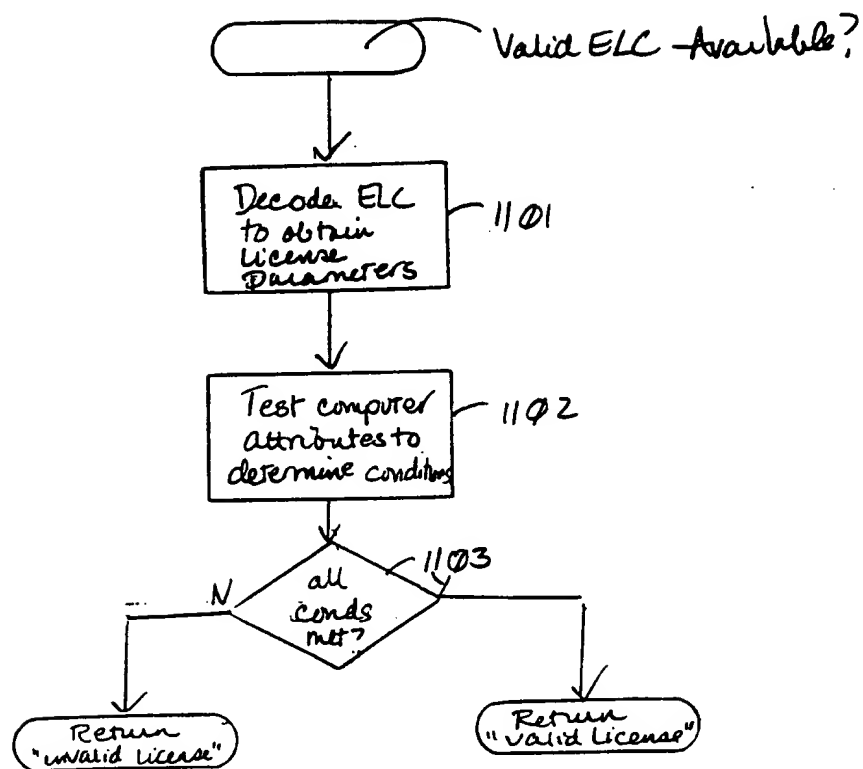 Valid ELC Available?
Decode ELC
to obtain
License
Parameters
1101
Test computer
attributes to
determine conditions
1102
1103
N
all
conds
met?
Return
"invalid License"
Return
"valid License"